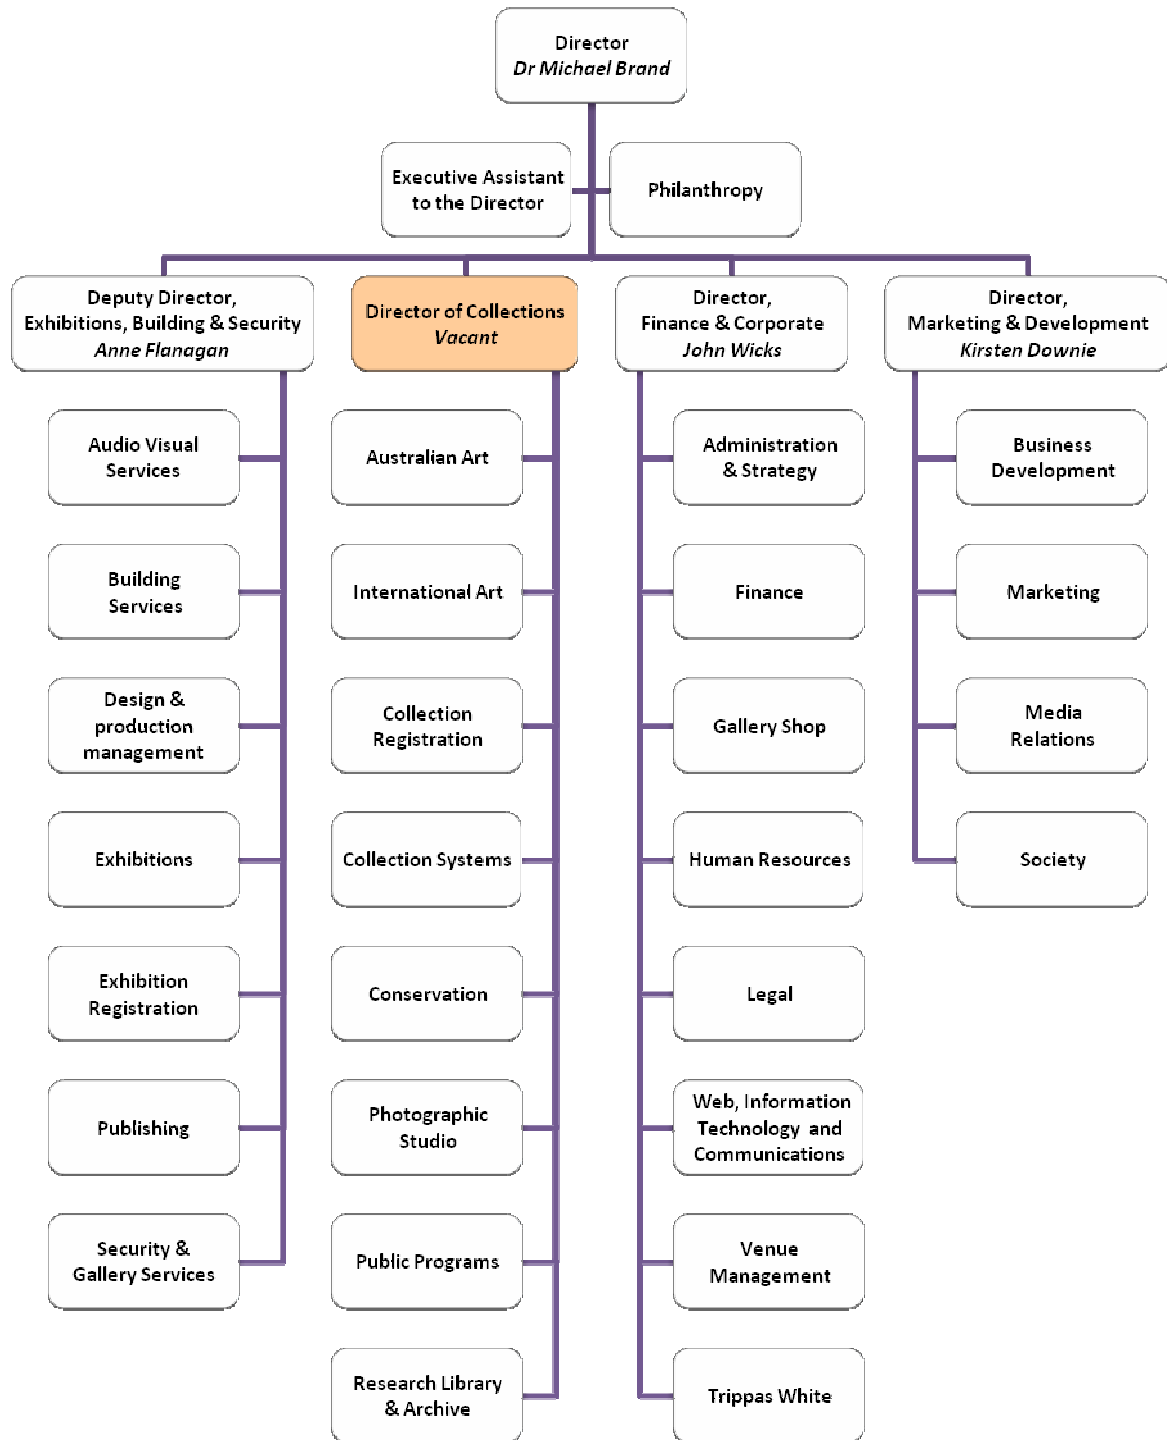 Director
Dr Michael Brand
Executive Assistant
to the Director
Philanthropy
Deputy Director,
Exhibitions, Building & Security
Anne Flanagan
Director of Collections
Vacant
Director,
Finance & Corporate
John Wicks
Director,
Marketing & Development
Kirsten Downie
Audio Visual
Services
Building
Services
Design &
production
management
Exhibitions
Exhibition
Registration
Publishing
Security &
Gallery Services
Australian Art
International Art
Collection
Registration
Collection Systems
Conservation
Photographic
Studio
Public Programs
Research Library
& Archive
Administration
& Strategy
Finance
Gallery Shop
Human Resources
Legal
Web, Information
Technology and
Communications
Venue
Management
Trippas White
Business
Development
Marketing
Media
Relations
Society